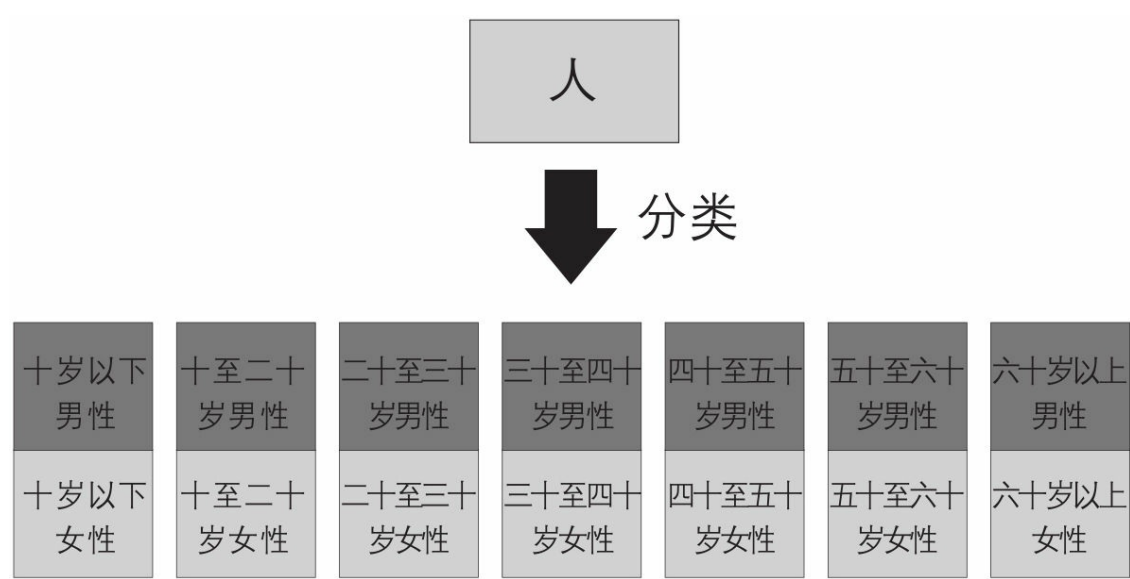 人
分类
十岁以下
男性
十至二十
岁男性
二十至三十
岁男性
三十至四十
岁男性
四十至五十
岁男性
五十至六十
岁男性
六十岁以上
男性
十岁以下
女性
十至二十
岁女性
二十至三十
岁女性
三十至四十
岁女性
四十至五十
岁女性
五十至六十
岁女性
六十岁以上
女性